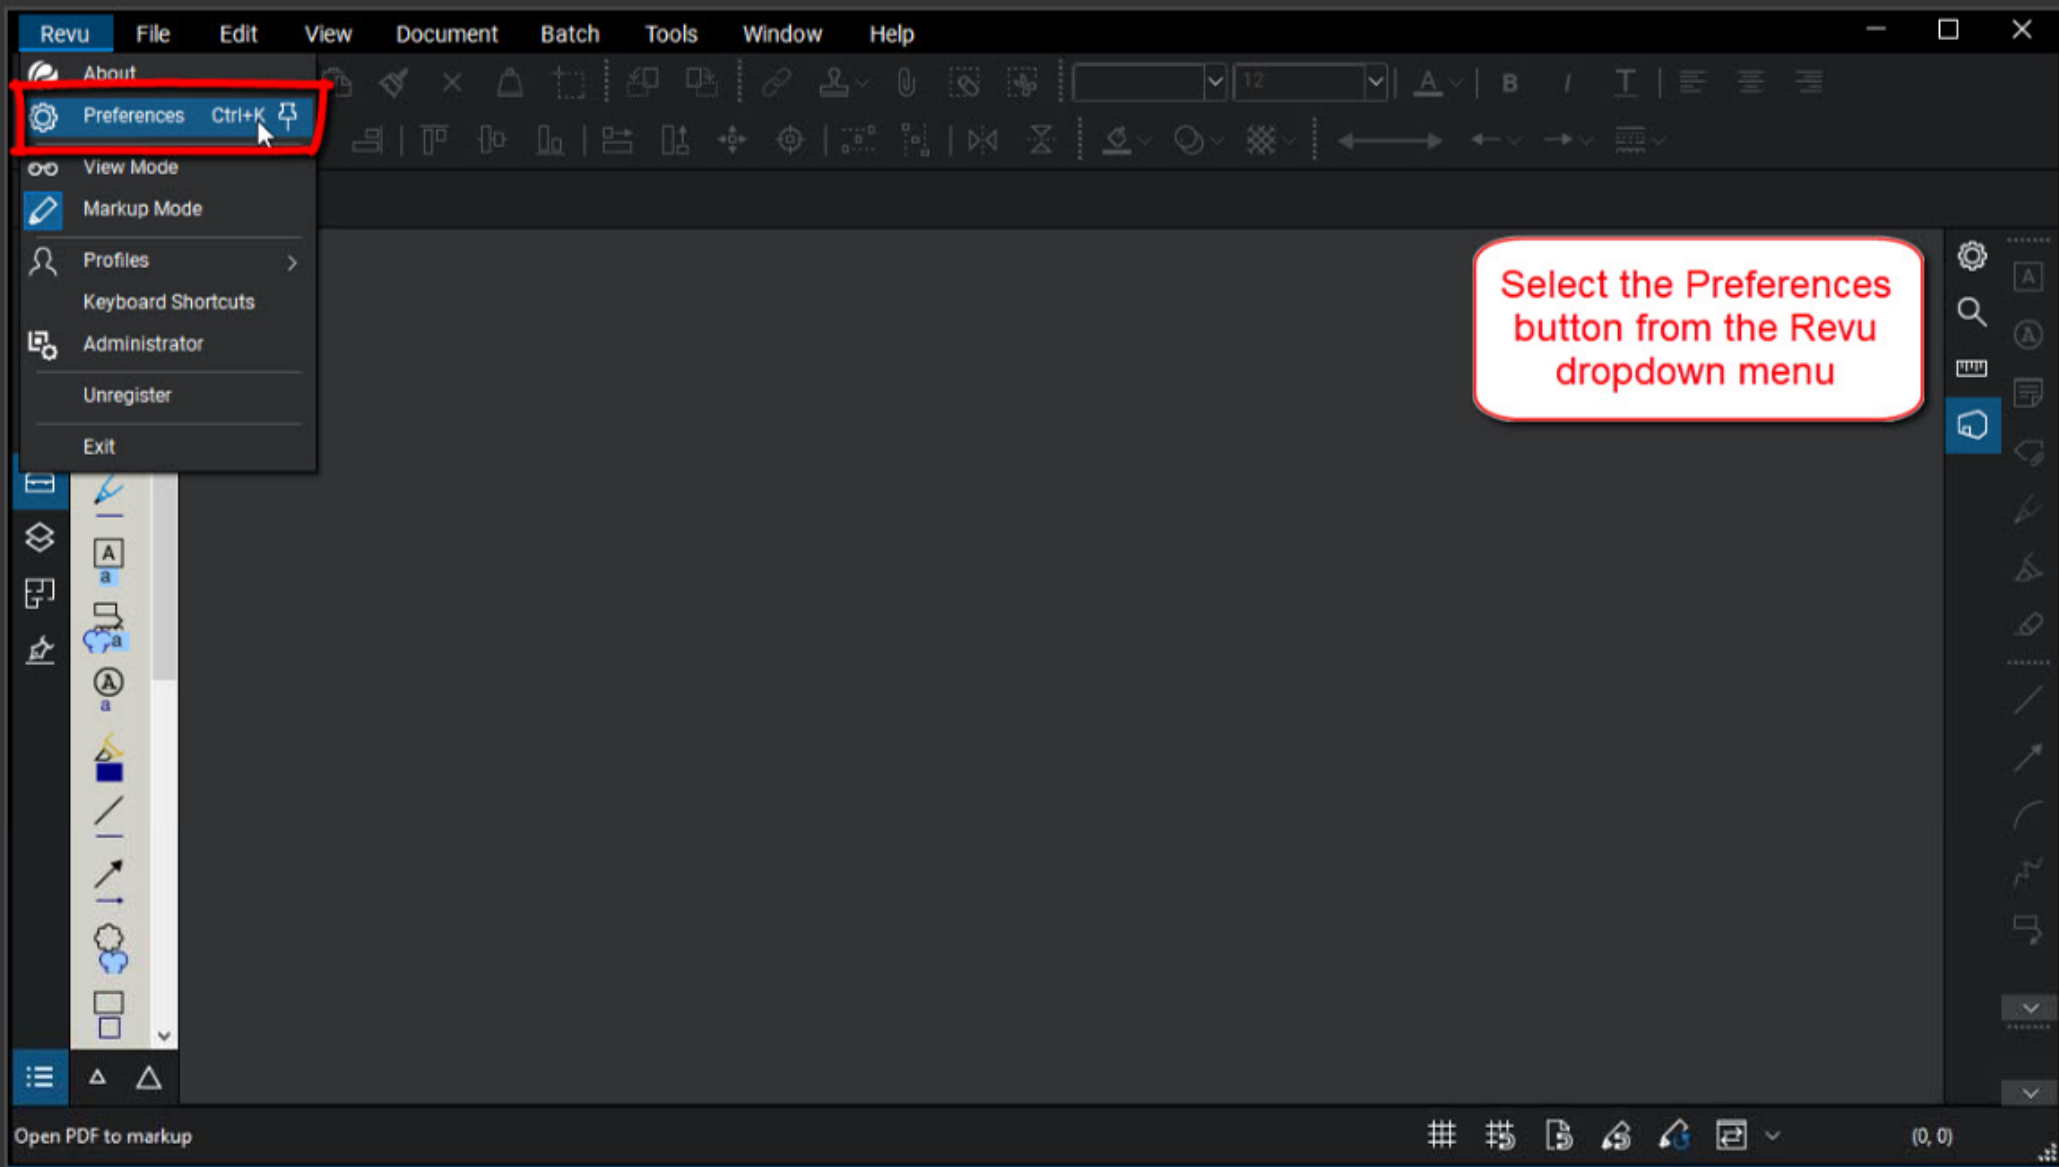 Revu File Edit View Document Batch Tools Window Help
About
12 A B I T
Preferences Ctrl+K
View Mode
Markup Mode
Profiles
Keyboard Shortcuts
Administrator
Unregister
Exit
Select the Preferences
button from the Revu
dropdown menu
A
A
A
a
a
A
a
Open PDF to markup
(0, 0)